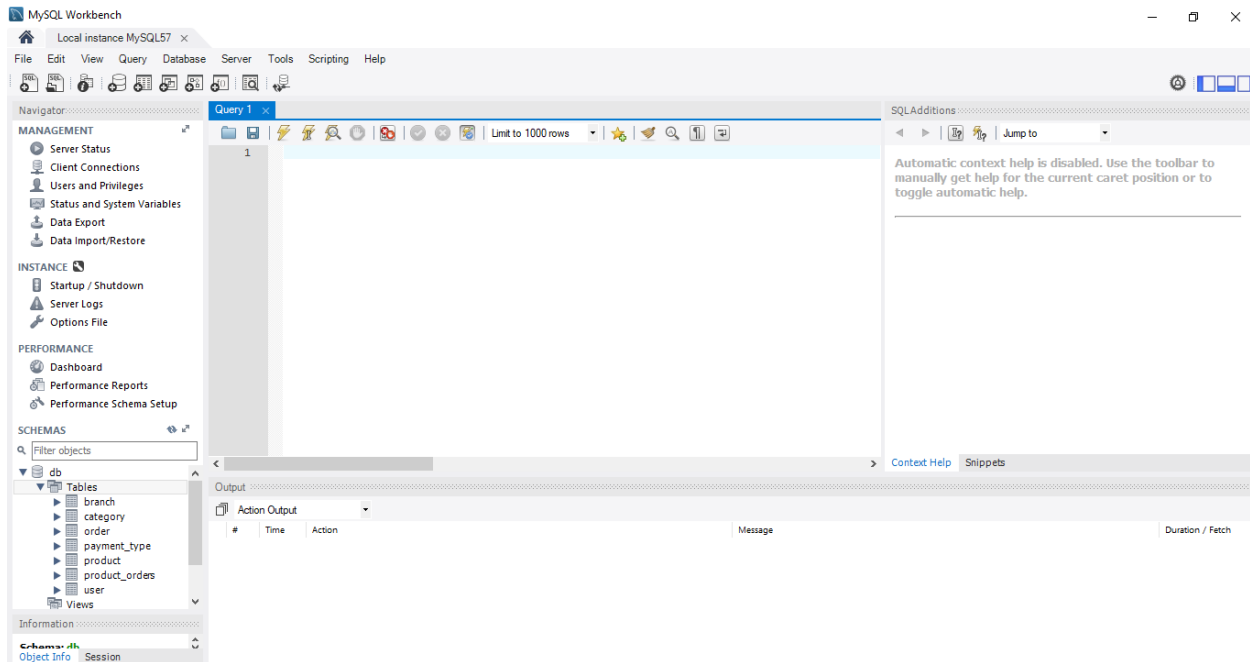 MySQL Workbench
Local instance MySQL57
File Edit View Query Database Server Tools Scripting Help
Navigator
MANAGEMENT
Server Status
Client Connections
Users and Privileges
Status and System Variables
Data Export
Data Import/Restore
INSTANCE
Startup / Shutdown
Server Logs
Options File
PERFORMANCE
Dashboard
Performance Reports
Performance Schema Setup
SCHEMAS
Filter objects
db
Tables
branch
category
order
payment_type
product
product_orders
user
Views
Information
Schema: db
Object Info Session
Query 1
Limit to 1000 rows
1
SQLAdditions
Jump to
Automatic context help is disabled. Use the toolbar to
manually get help for the current caret position or to
toggle automatic help.
Context Help Snippets
Output
Action Output
# Time Action Message Duration / Fetch